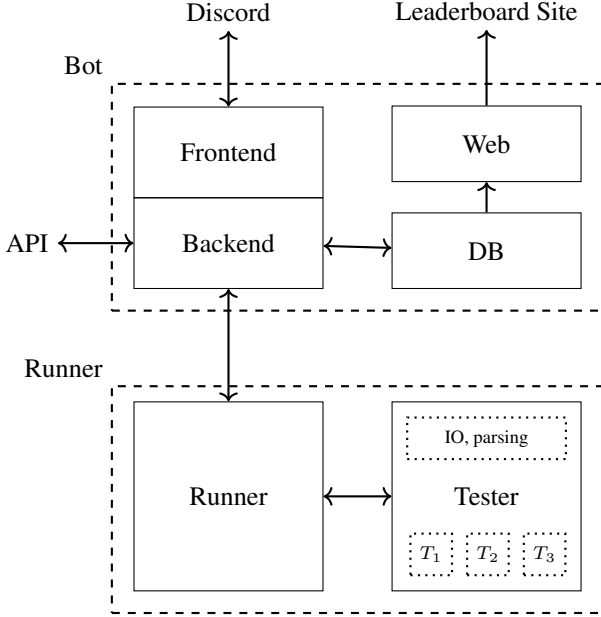 Discord
Leaderboard Site
Bot
Frontend
Web
API
Backend
DB
Runner
IO, parsing
Runner
Tester
T1
T2
T3